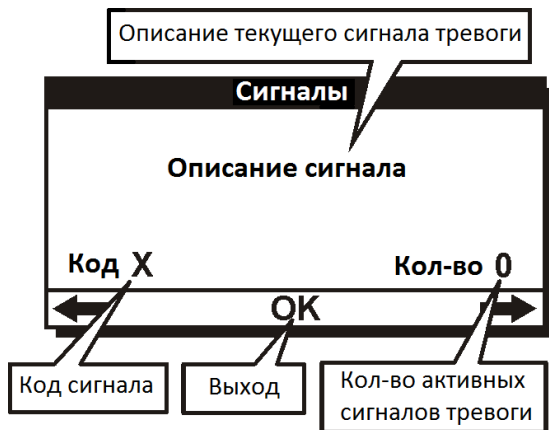 Описание текущего сигнала тревоги
Сигналы
Описание сигнала
Код X
Кол-во 0
OK
Код сигнала
Выход
Кол-во активных
сигналов тревоги